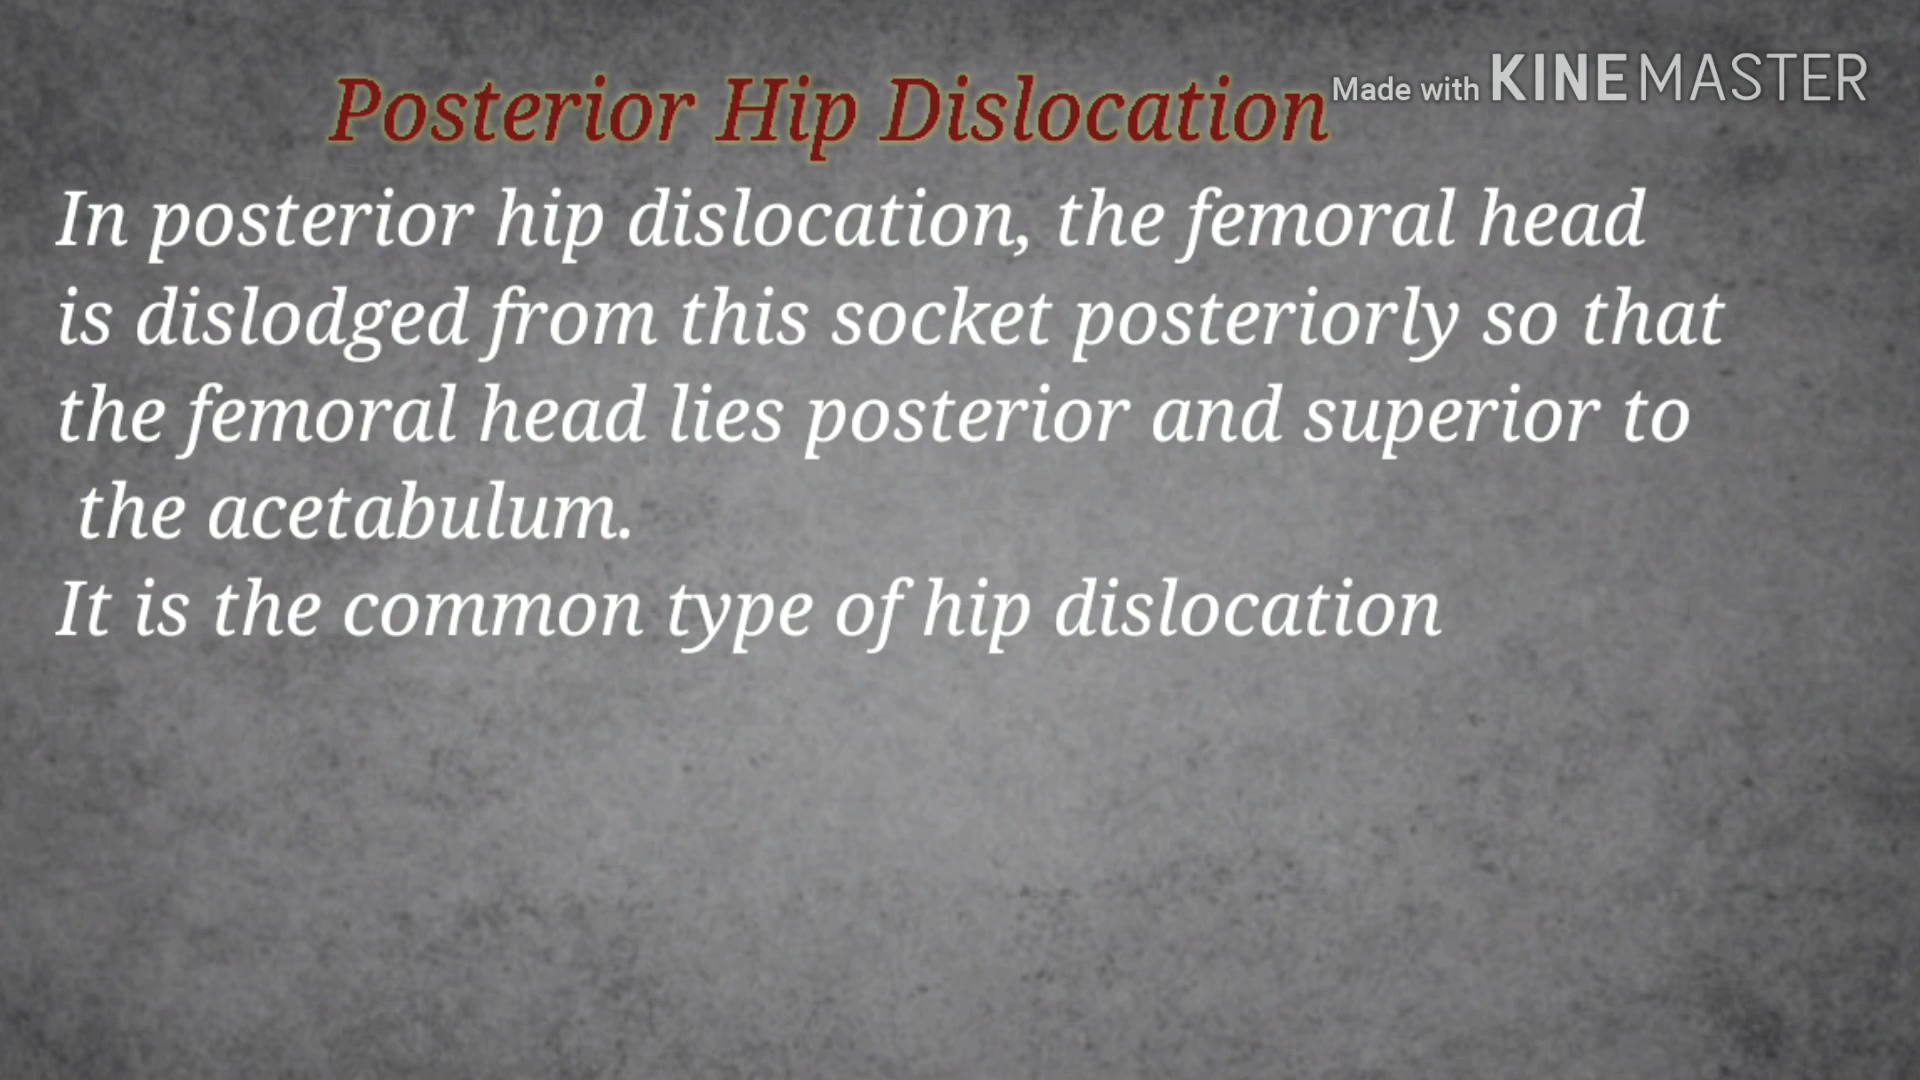 Posterior Hip Dislocation
Made with KINEMASTER
In posterior hip dislocation, the femoral head
is dislodged from this socket posteriorly so that
the femoral head lies posterior and superior to
the acetabulum.
It is the common type of hip dislocation